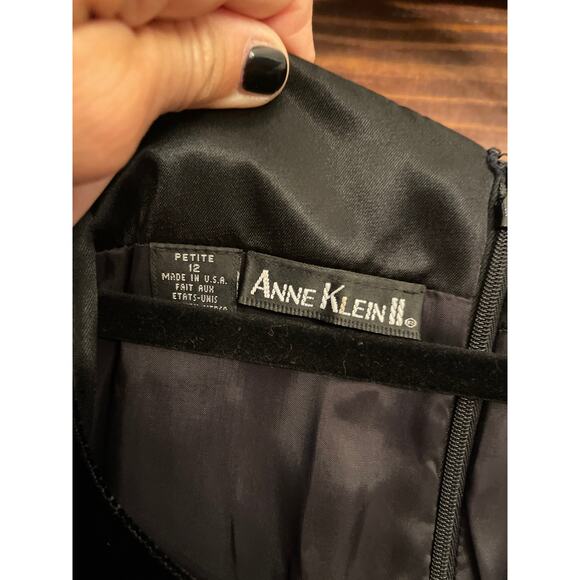 PETITE
12
MADE IN U.S.A.
FAIT AUX
ETATS-UNIS
ANNE KLEIN II ®